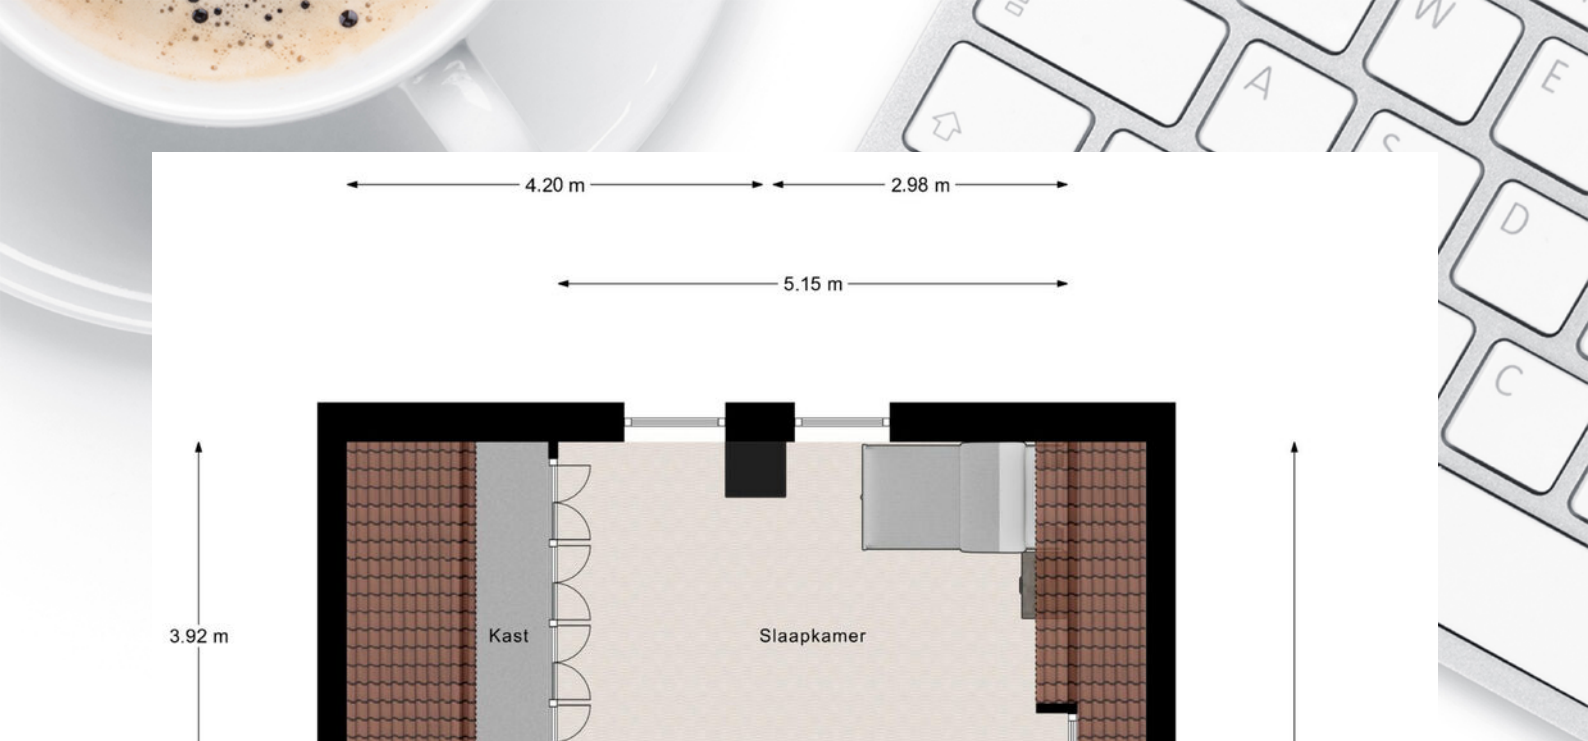 W
E
A
S
D
C
4.20 m
2.98 m
5.15 m
3.92 m
Kast
Slaapkamer